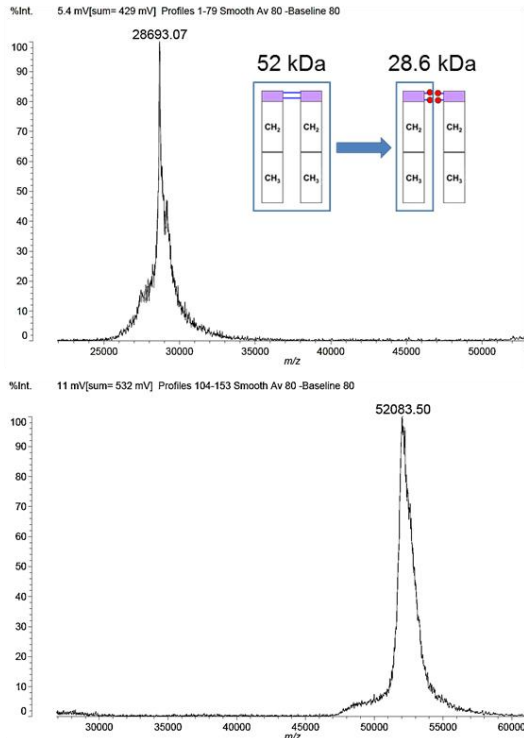 %Int. 5.4 mV[sum= 429 mV] Profiles 1-79 Smooth Av 80 -Baseline 80
28693.07
52 kDa 28.6 kDa
CH2 CH2 CH2 CH2
CH3 CH3 CH3 CH3
100
90
80
70
60
50
40
30
20
10
0
25000 30000 35000 40000 45000 50000
m/z
%Int. 11 mV[sum= 532 mV] Profiles 104-153 Smooth Av 80 -Baseline 80
52083.50
100
90
80
70
60
50
40
30
20
10
0
30000 35000 40000 45000 50000 55000 60000
m/z